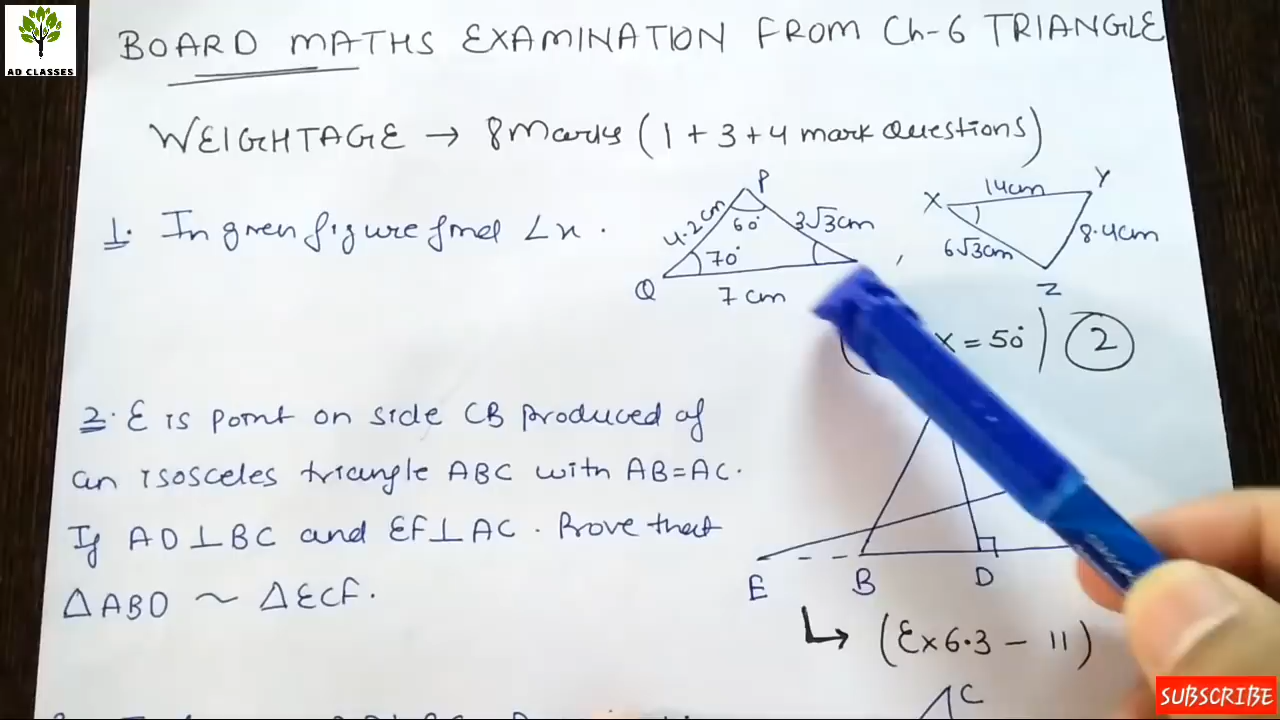 AD CLASSES
BOARD MATHS EXAMINATION FROM Ch-6 TRIANGLE
WEIGHTAGE → 8 Marks (1 + 3 + 4 mark Questions)
1. In given figure find ∠x.
P
60°
4.2 cm
3√3cm
70°
Q
7 cm
,
X
14cm
Y
6√3cm
8.4cm
Z
x = 50°) 2
2. E is point on side CB produced of
an isosceles triangle ABC with AB=AC.
If AD⊥BC and EF⊥AC. Prove that
△ABD ~ △ECF.
E B D
↳ (Ex 6.3 - 11)
C
SUBSCRIBE